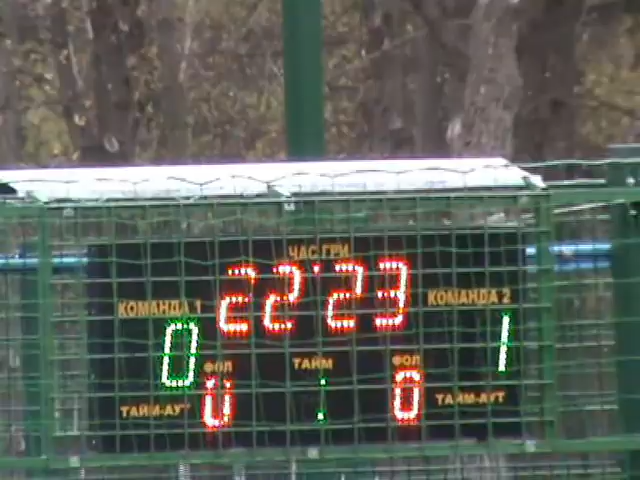 ЧАС ГРИ
22:23
КОМАНДА 1 КОМАНДА 2
0 1
ФОЛ ТАЙМ ФОЛ
0 1 0
ТАЙМ-АУТ ТАЙМ-АУТ